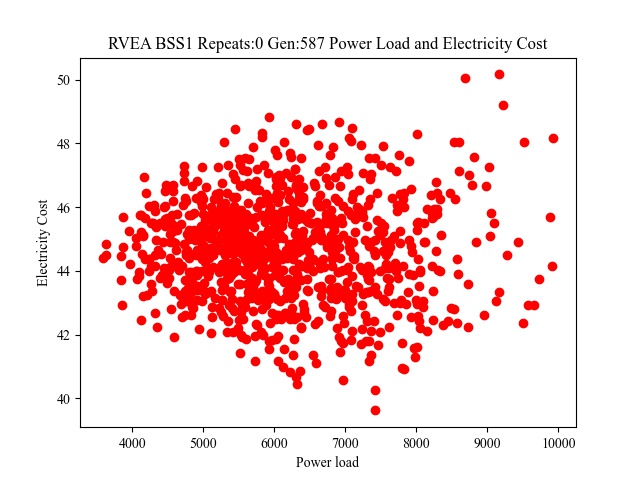 RVEA BSS1 Repeats:0 Gen:587 Power Load and Electricity Cost
50
48
46
44
42
40
Electricity Cost
4000 5000 6000 7000 8000 9000 10000
Power load